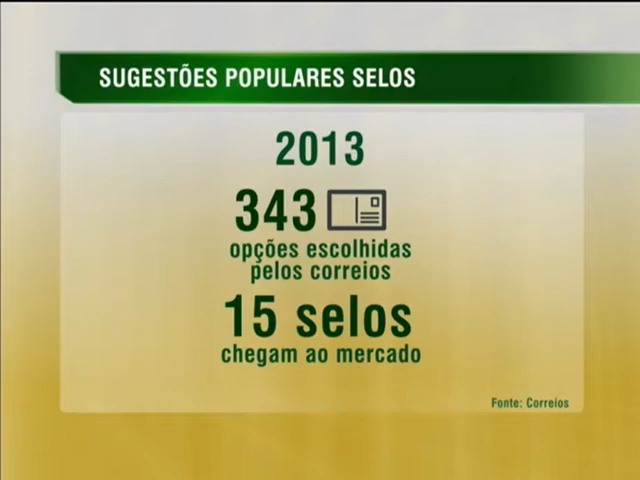 SUGESTÕES POPULARES SELOS
2013
343
opções escolhidas
pelos correios
15 selos
chegam ao mercado
Fonte: Correios